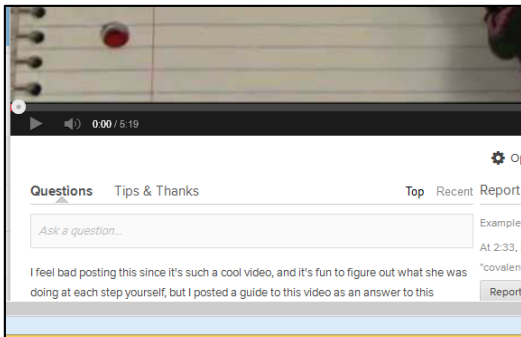 0:00 / 5:19
Questions Tips & Thanks Top Recent Report
Ask a question...
Example
At 2:33,
I feel bad posting this since it's such a cool video, and it's fun to figure out what she was
"covalen
doing at each step yourself, but I posted a guide to this video as an answer to this
Report